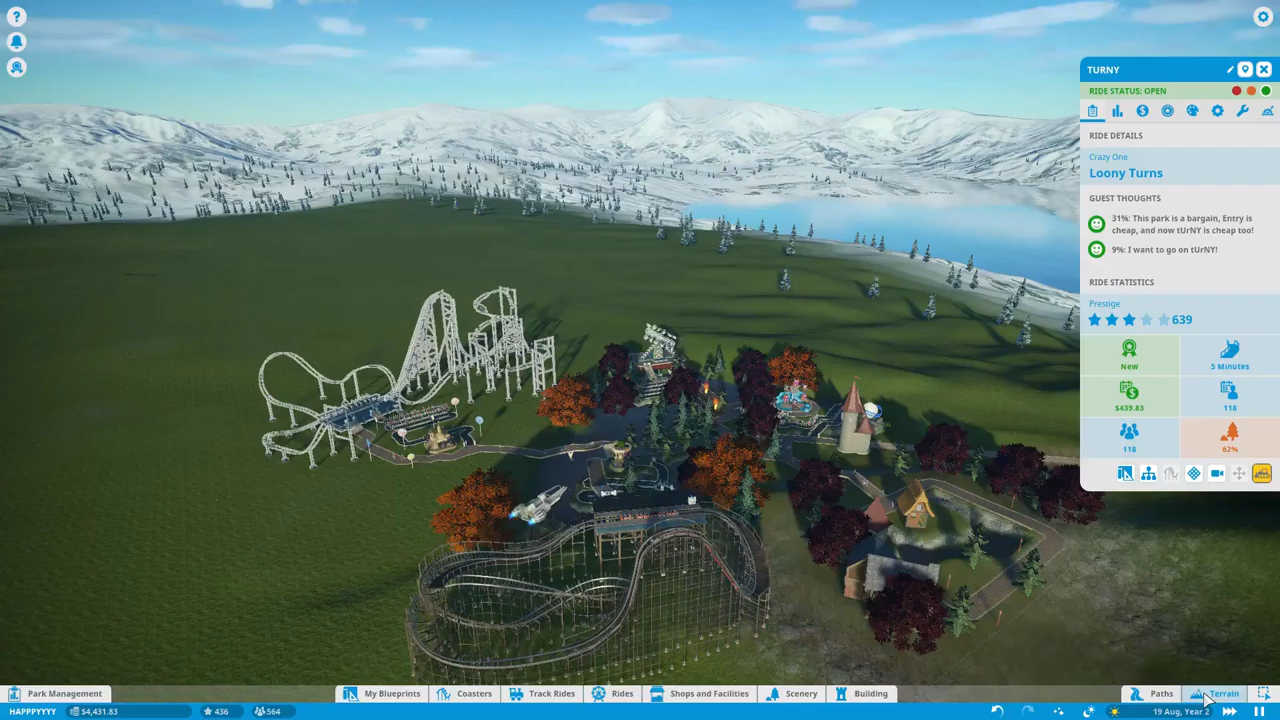 TURNY
RIDE STATUS: OPEN
RIDE DETAILS
Crazy One
Loony Turns
GUEST THOUGHTS
31%: This park is a bargain, Entry is
cheap, and now tUrNY is cheap too!
9%: I want to go on tUrNY!
RIDE STATISTICS
Prestige
639
New
5 Minutes
$439.83
118
118
62%
Park Management
My Blueprints
Coasters
Track Rides
Rides
Shops and Facilities
Scenery
Building
Paths
Terrain
HAPPPYYYY
$4,431.83
436
564
19 Aug, Year 2